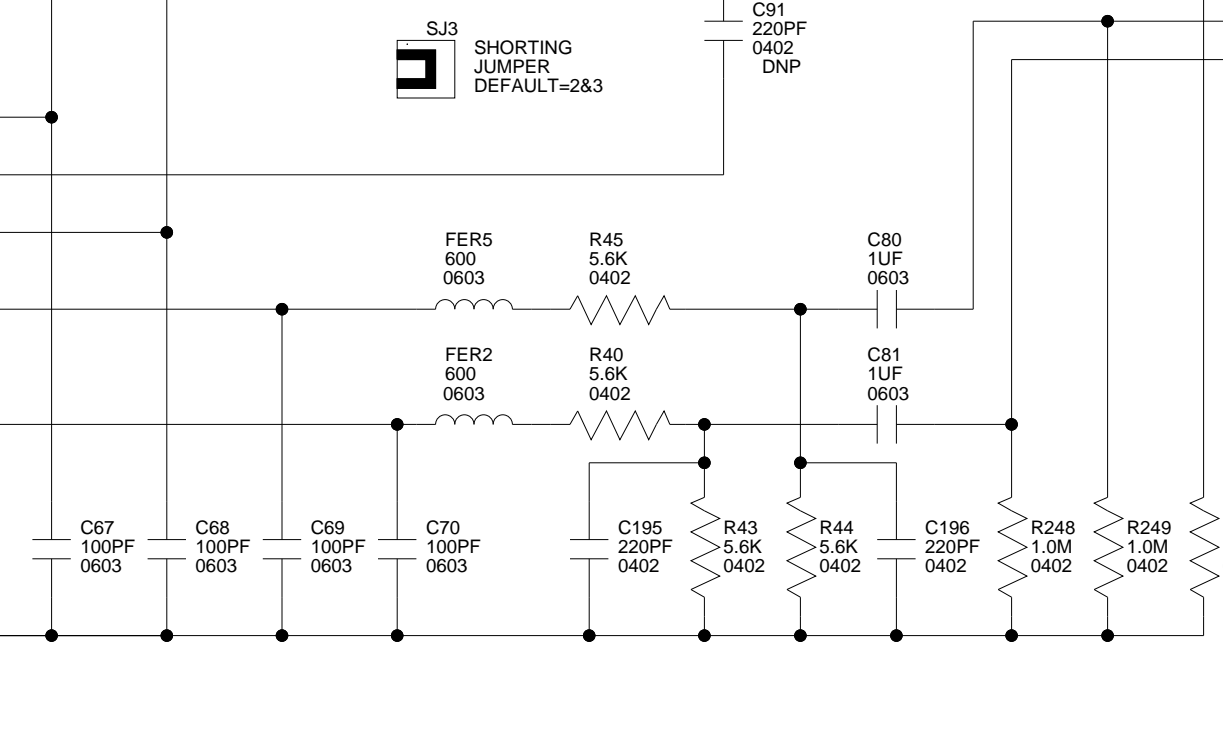 C91
220PF
0402
DNP
SJ3
SHORTING
JUMPER
DEFAULT=2&3
FER5
600
0603
R45
5.6K
0402
C80
1UF
0603
FER2
600
0603
R40
5.6K
0402
C81
1UF
0603
C67
100PF
0603
C68
100PF
0603
C69
100PF
0603
C70
100PF
0603
C195
220PF
0402
R43
5.6K
0402
R44
5.6K
0402
C196
220PF
0402
R248
1.0M
0402
R249
1.0M
0402